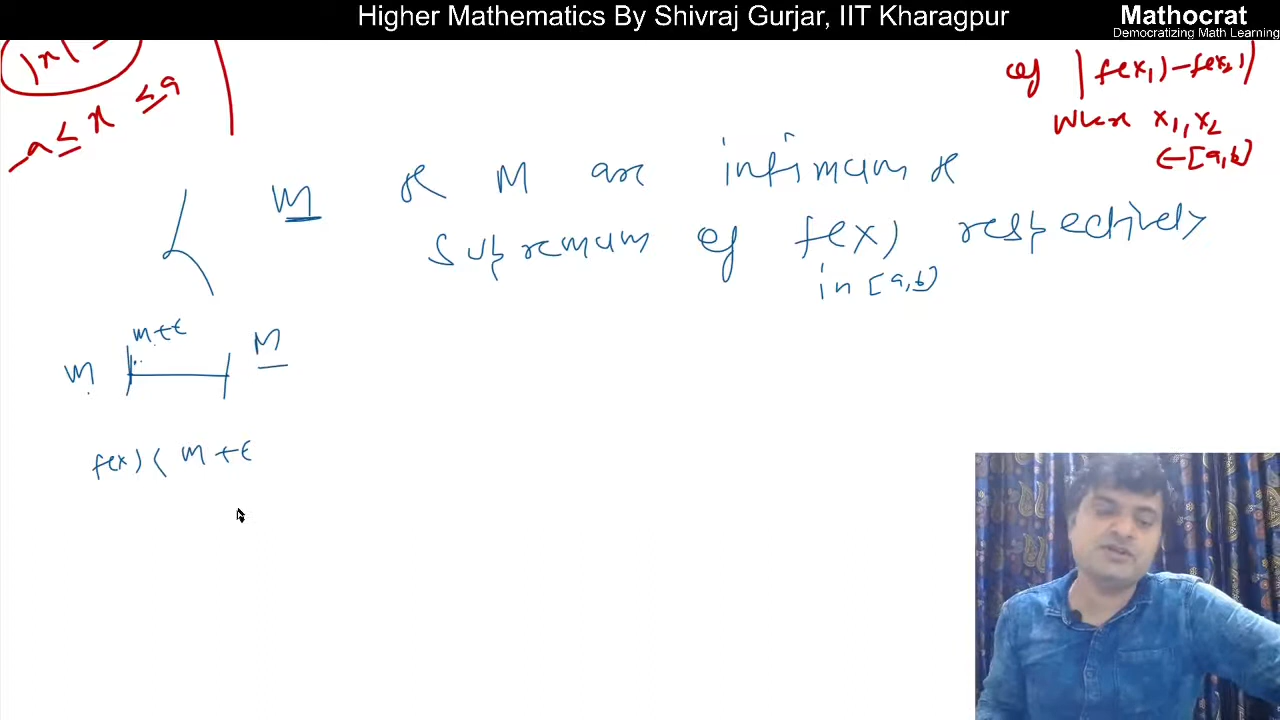 Higher Mathematics By Shivraj Gurjar, IIT Kharagpur
Mathocrat
Democratizing Math Learning
|x|
-a ≤ x ≤ a
of |f(x₁)-f(x₂)|
where x₁, x₂
∈[a,b]
m & M are infimum &
supremum of f(x) respectively
in [a,b]
m+ε
m M
f(x) < m+ε